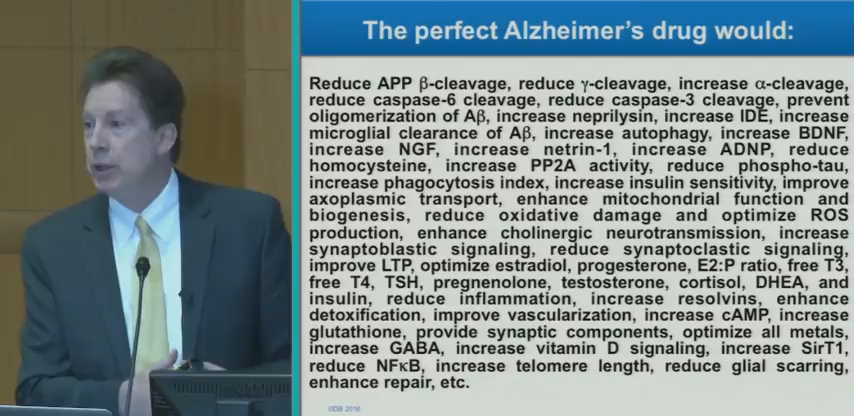 The perfect Alzheimer's drug would:
Reduce APP β-cleavage, reduce γ-cleavage, increase α-cleavage,
reduce caspase-6 cleavage, reduce caspase-3 cleavage, prevent
oligomerization of Aβ, increase neprilysin, increase IDE, increase
microglial clearance of Aβ, increase autophagy, increase BDNF,
increase NGF, increase netrin-1, increase ADNP, reduce
homocysteine, increase PP2A activity, reduce phospho-tau,
increase phagocytosis index, increase insulin sensitivity, improve
axoplasmic transport, enhance mitochondrial function and
biogenesis, reduce oxidative damage and optimize ROS
production, enhance cholinergic neurotransmission, increase
synaptoblastic signaling, reduce synaptoclastic signaling,
improve LTP, optimize estradiol, progesterone, E2:P ratio, free T3,
free T4, TSH, pregnenolone, testosterone, cortisol, DHEA, and
insulin, reduce inflammation, increase resolvins, enhance
detoxification, improve vascularization, increase cAMP, increase
glutathione, provide synaptic components, optimize all metals,
increase GABA, increase vitamin D signaling, increase SirT1,
reduce NFκB, increase telomere length, reduce glial scarring,
enhance repair, etc.
©DB 2016